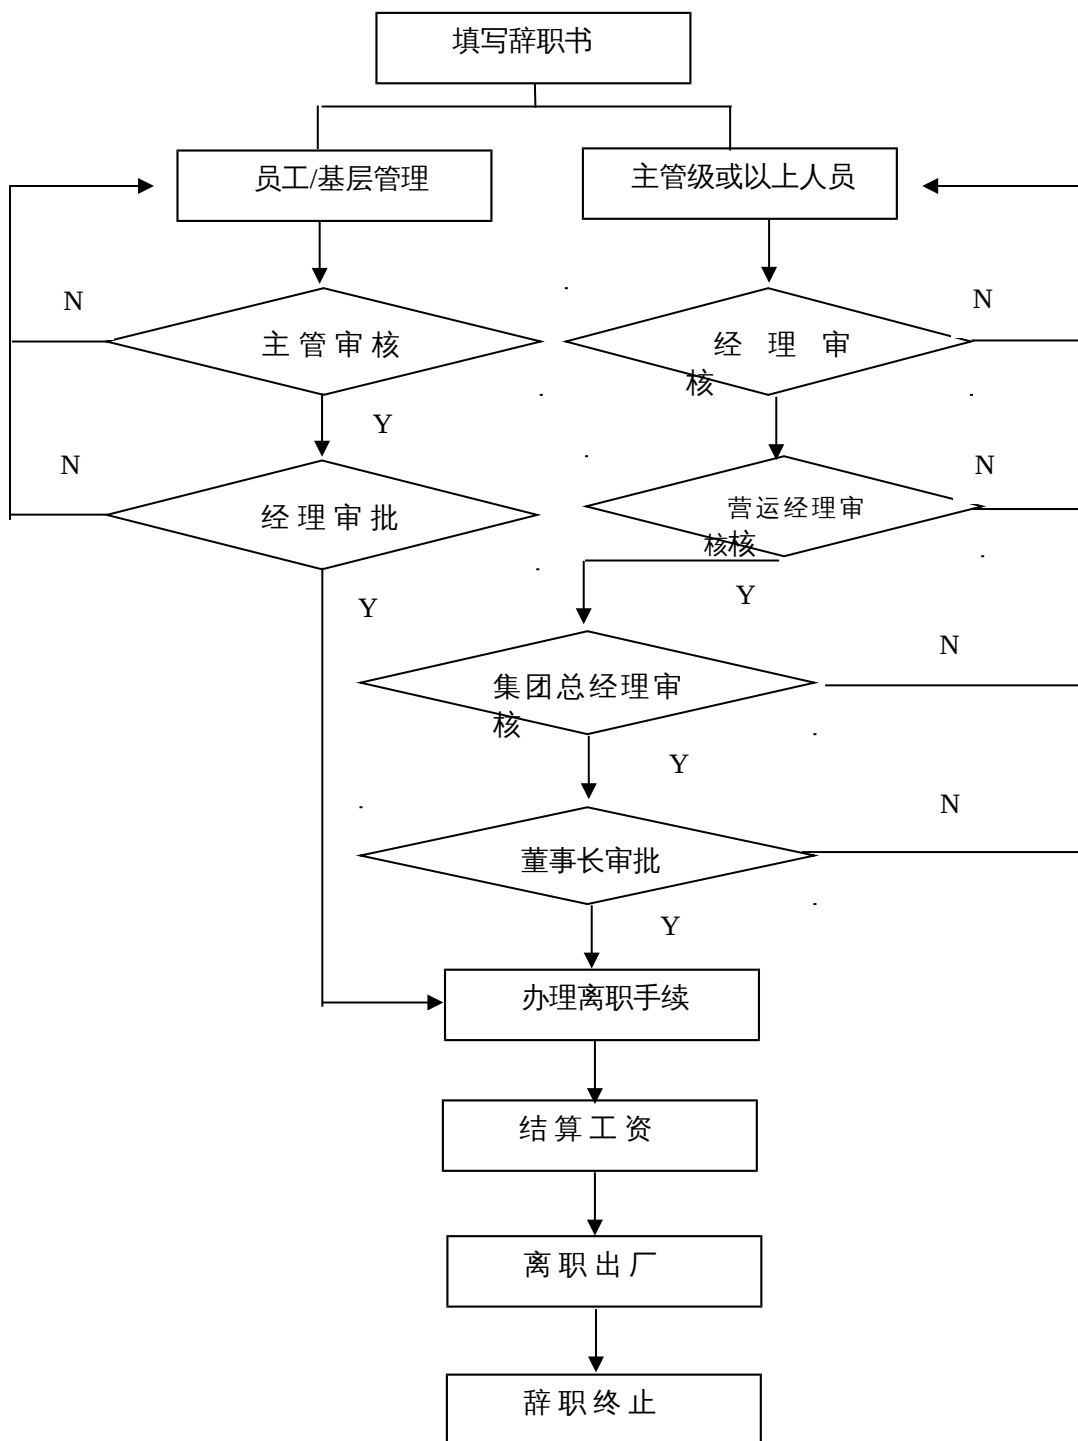 填写辞职书
员工/基层管理
主管级或以上人员
N
N
主管审核
经 理 审
核
Y
N
N
经理审批
营运经理审
核核
Y
Y
N
集团总经理审
核
Y
N
董事长审批
Y
办理离职手续
结算工资
离职出厂
辞职终止